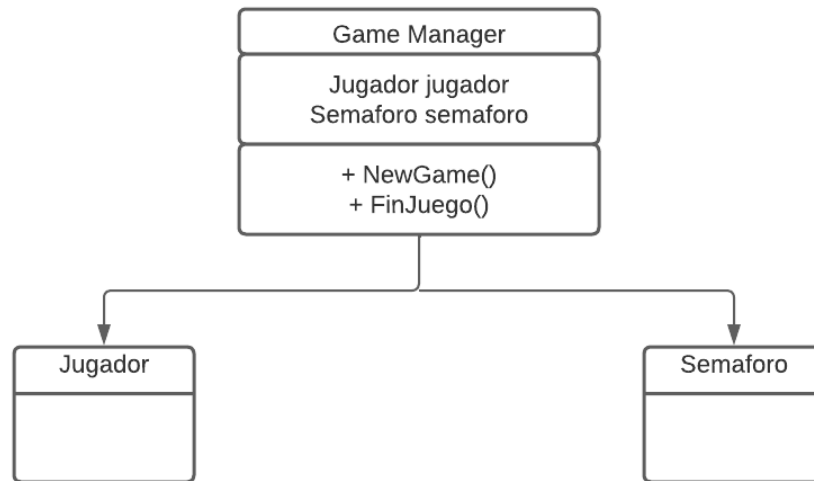 Game Manager
Jugador jugador
Semaforo semaforo
+ NewGame()
+ FinJuego()
Jugador
Semaforo